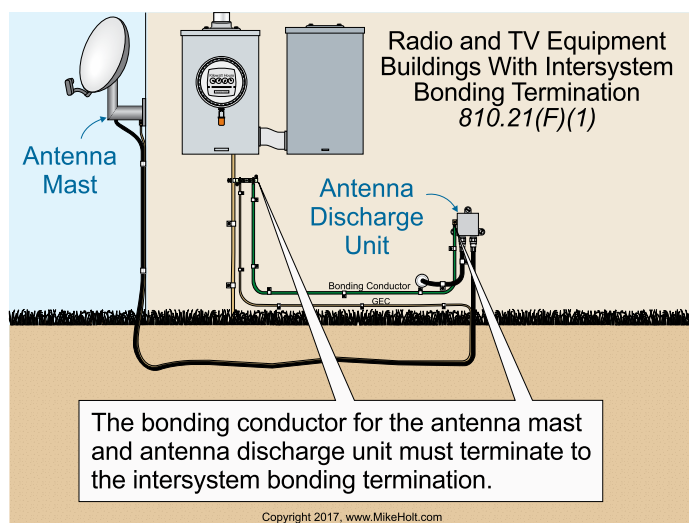 Radio and TV Equipment
Buildings With Intersystem
Bonding Termination
810.21(F)(1)
Antenna
Mast
Antenna
Discharge
Unit
Bonding Conductor
GEC
The bonding conductor for the antenna mast
and antenna discharge unit must terminate to
the intersystem bonding termination.
Copyright 2017, www.MikeHolt.com